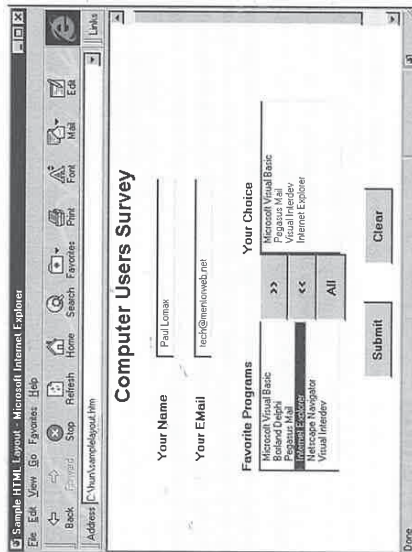 Sample HTML Layout - Microsoft Internet Explorer
File Edit View Go Favorites Help
Back Forward Stop Refresh Home Search Favorites Print Font Mail Edit
Address C:\hun\samplelayout.htm Links
Computer Users Survey
Your Name Paul Lomax
Your EMail tech@mentorweb.net
Favorite Programs Your Choice
Microsoft Visual Basic
Borland Delphi
Pegasus Mail
Internet Explorer
Netscape Navigator
Visual Interdev
>>
<<
All
Microsoft Visual Basic
Pegasus Mail
Visual Interdev
Internet Explorer
Submit Clear
Done